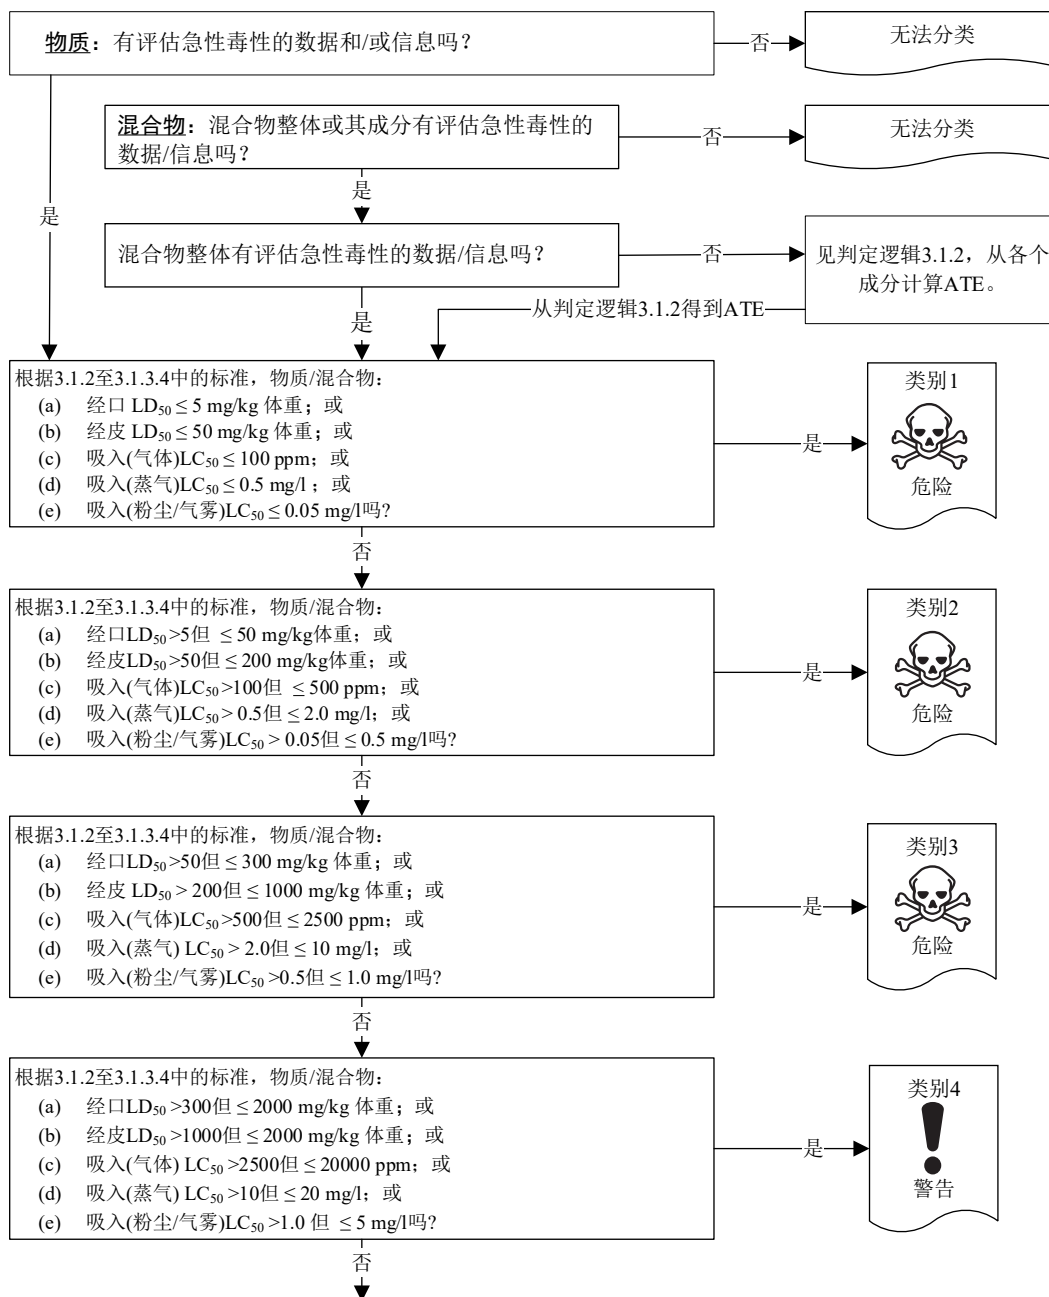 物质：有评估急性毒性的数据和/或信息吗？
否
无法分类
混合物：混合物整体或其成分有评估急性毒性的
数据/信息吗？
否
无法分类
是
是
混合物整体有评估急性毒性的数据/信息吗？
否
见判定逻辑3.1.2，从各个
成分计算ATE。
从判定逻辑3.1.2得到ATE
是
根据3.1.2至3.1.3.4中的标准，物质/混合物：
(a) 经口 LD₅₀ ≤ 5 mg/kg 体重；或
(b) 经皮 LD₅₀ ≤ 50 mg/kg 体重；或
(c) 吸入(气体)LC₅₀ ≤ 100 ppm；或
(d) 吸入(蒸气)LC₅₀ ≤ 0.5 mg/l ；或
(e) 吸入(粉尘/气雾)LC₅₀ ≤ 0.05 mg/l吗?
是
类别1
危险
否
根据3.1.2至3.1.3.4中的标准，物质/混合物：
(a) 经口LD₅₀ >5但 ≤ 50 mg/kg体重；或
(b) 经皮LD₅₀ >50但 ≤ 200 mg/kg体重；或
(c) 吸入(气体)LC₅₀ >100但 ≤ 500 ppm；或
(d) 吸入(蒸气)LC₅₀ > 0.5但 ≤ 2.0 mg/l；或
(e) 吸入(粉尘/气雾)LC₅₀ > 0.05但 ≤ 0.5 mg/l吗?
是
类别2
危险
否
根据3.1.2至3.1.3.4中的标准，物质/混合物：
(a) 经口LD₅₀ >50但 ≤ 300 mg/kg 体重；或
(b) 经皮 LD₅₀ > 200但 ≤ 1000 mg/kg 体重；或
(c) 吸入(气体)LC₅₀ >500但 ≤ 2500 ppm；或
(d) 吸入(蒸气) LC₅₀ > 2.0但 ≤ 10 mg/l；或
(e) 吸入(粉尘/气雾)LC₅₀ >0.5但 ≤ 1.0 mg/l吗?
是
类别3
危险
否
根据3.1.2至3.1.3.4中的标准，物质/混合物：
(a) 经口LD₅₀ >300但 ≤ 2000 mg/kg 体重；或
(b) 经皮LD₅₀ >1000但 ≤ 2000 mg/kg 体重；或
(c) 吸入(气体) LC₅₀ >2500但 ≤ 20000 ppm；或
(d) 吸入(蒸气) LC₅₀ >10但 ≤ 20 mg/l；或
(e) 吸入(粉尘/气雾)LC₅₀ >1.0 但 ≤ 5 mg/l吗?
是
类别4
警告
否